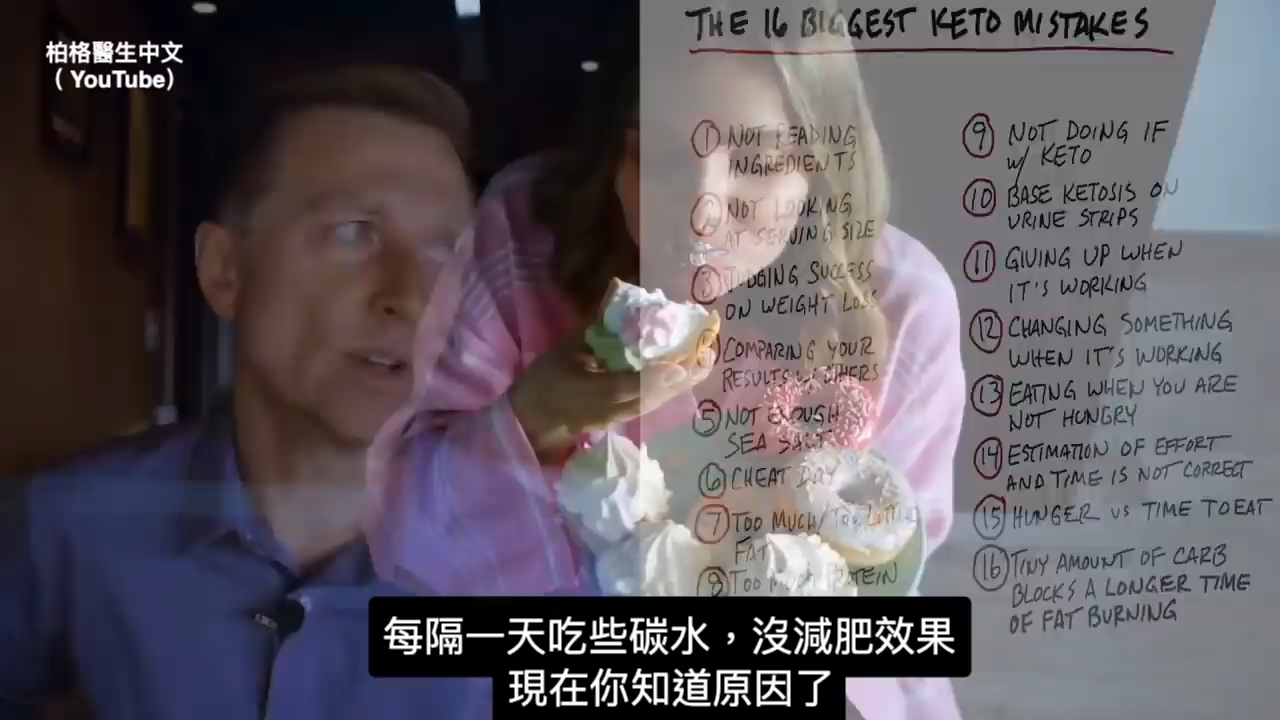 柏格醫生中文
（ YouTube）
THE 16 BIGGEST KETO MISTAKES
1 NOT READING
INGREDIENTS
2 NOT LOOKING
AT SERVING SIZE
3 JUDGING SUCCESS
ON WEIGHT LOSS
4 COMPARING YOUR
RESULTS W/ OTHERS
5 NOT ENOUGH
SEA SALT
6 CHEAT DAY
7 TOO MUCH/TOO LITTLE
FAT
8 TOO MUCH PROTEIN
9 NOT DOING IF
w/ KETO
10 BASE KETOSIS ON
URINE STRIPS
11 GIVING UP WHEN
IT'S WORKING
12 CHANGING SOMETHING
WHEN IT'S WORKING
13 EATING WHEN YOU ARE
NOT HUNGRY
14 ESTIMATION OF EFFORT
AND TIME IS NOT CORRECT
15 HUNGER VS TIME TO EAT
16 TINY AMOUNT OF CARB
BLOCKS A LONGER TIME
OF FAT BURNING
每隔一天吃些碳水，沒減肥效果
現在你知道原因了